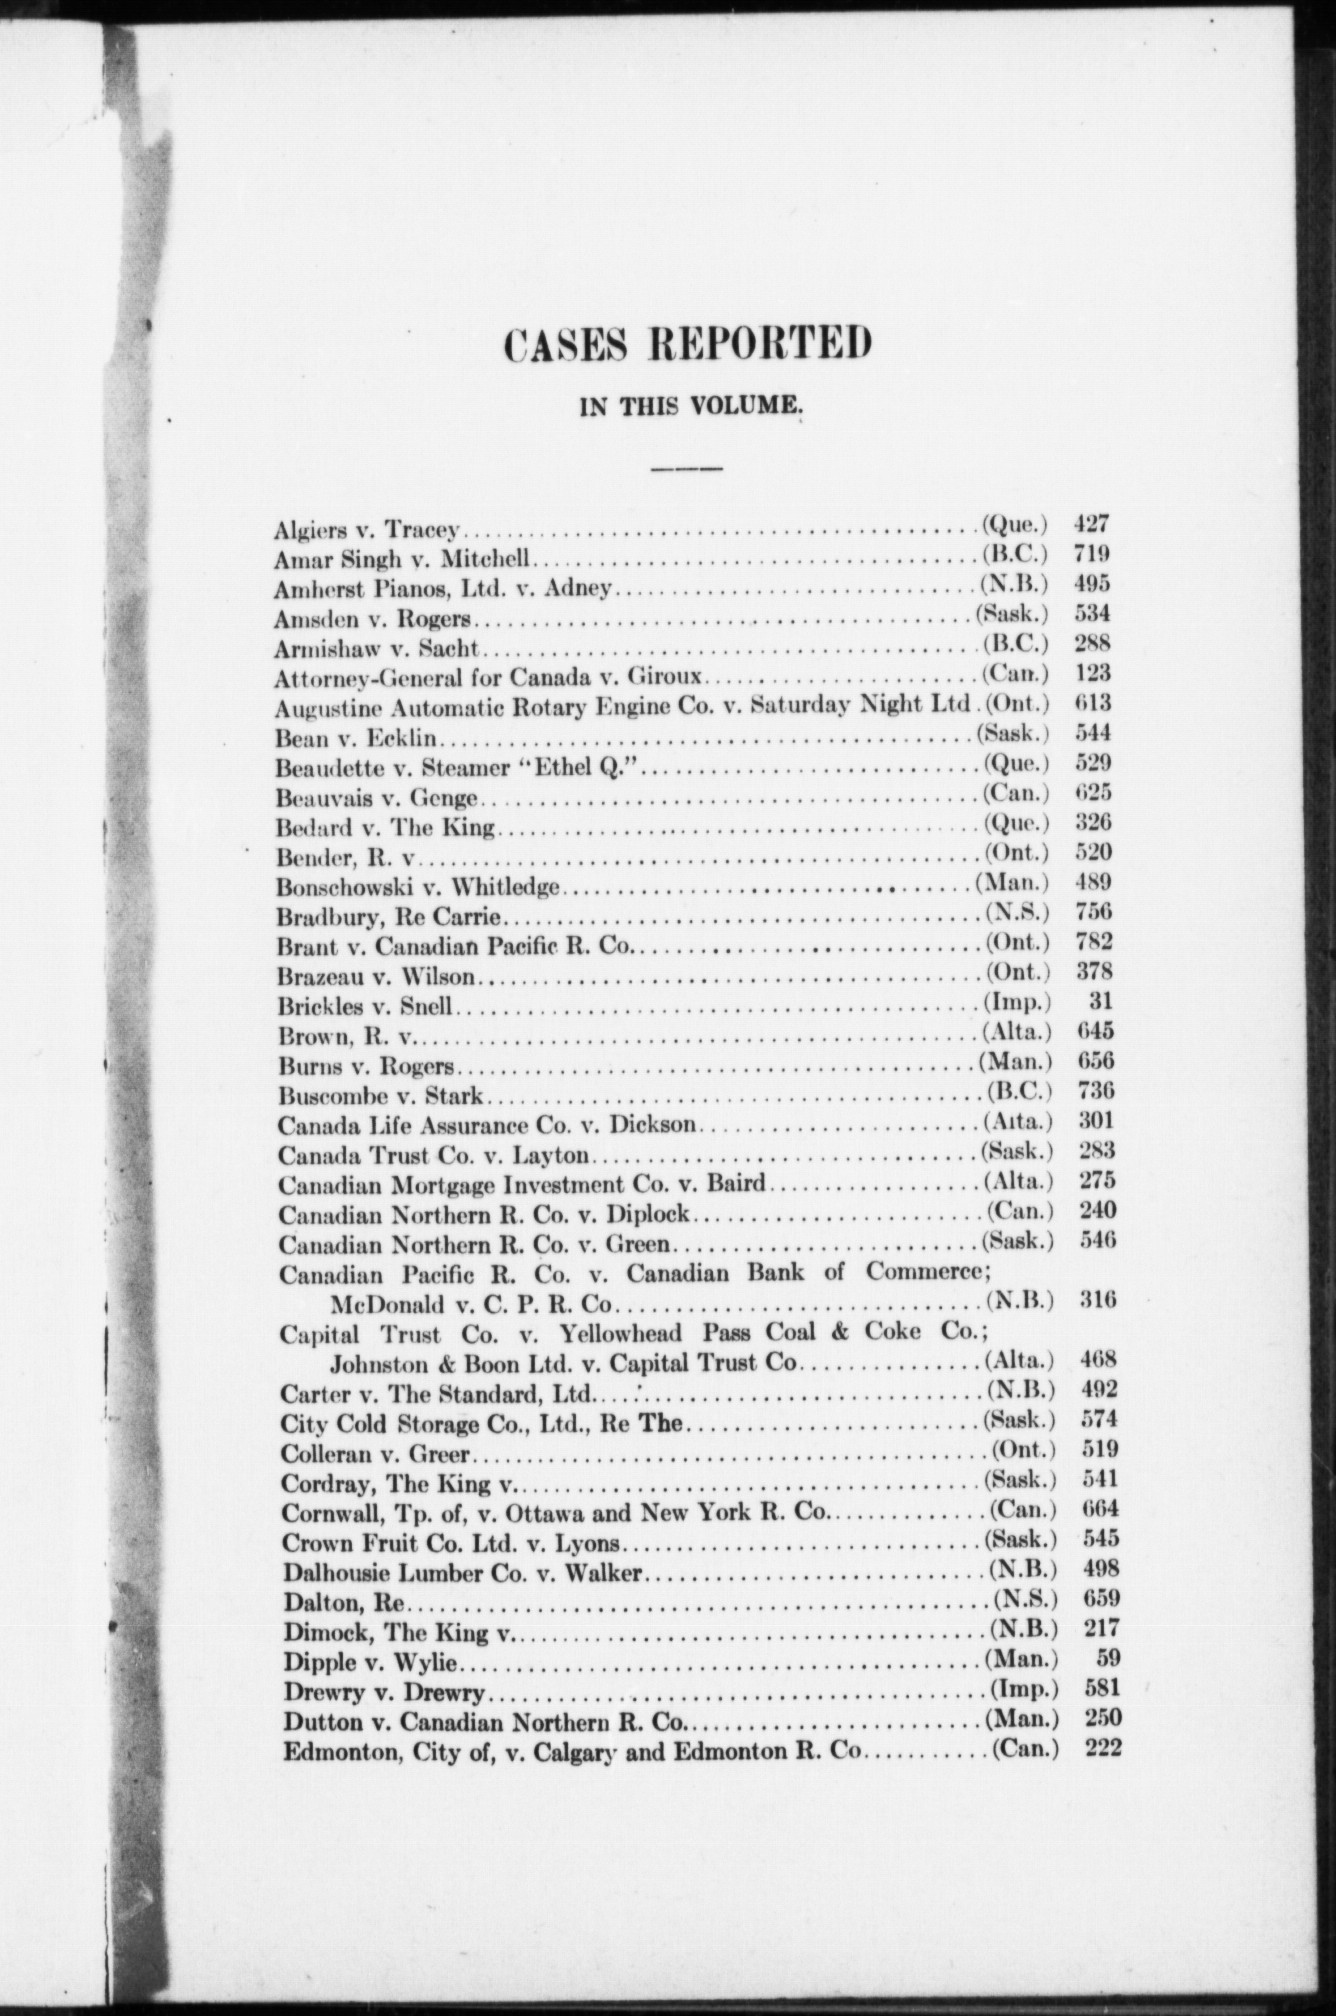 CASES REPORTED
IN THIS VOLUME.
Algiers v. Tracey.......................................(Que.) 427
Amar Singh v. Mitchell.......................................(B.C.) 719
Amherst Pianos, Ltd. v. Adney...............................(N.B.) 495
Amsden v. Rogers.......................................(Sask.) 534
Armishaw v. Sacht.......................................(B.C.) 288
Attorney-General for Canada v. Giroux.......................(Can.) 123
Augustine Automatic Rotary Engine Co. v. Saturday Night Ltd.(Ont.) 613
Bean v. Ecklin.......................................(Sask.) 544
Beaudette v. Steamer "Ethel Q."............................(Que.) 529
Beauvais v. Genge.......................................(Can.) 625
Bedard v. The King.......................................(Que.) 326
Bender, R. v.......................................(Ont.) 520
Bonschowski v. Whitledge...................................(Man.) 489
Bradbury, Re Carrie.......................................(N.S.) 756
Brant v. Canadian Pacific R. Co.............................(Ont.) 782
Brazeau v. Wilson.......................................(Ont.) 378
Brickles v. Snell.......................................(Imp.) 31
Brown, R. v.......................................(Alta.) 645
Burns v. Rogers.......................................(Man.) 656
Buscombe v. Stark.......................................(B.C.) 736
Canada Life Assurance Co. v. Dickson.......................(Alta.) 301
Canada Trust Co. v. Layton................................(Sask.) 283
Canadian Mortgage Investment Co. v. Baird..................(Alta.) 275
Canadian Northern R. Co. v. Diplock........................(Can.) 240
Canadian Northern R. Co. v. Green..........................(Sask.) 546
Canadian Pacific R. Co. v. Canadian Bank of Commerce;
McDonald v. C. P. R. Co...............................(N.B.) 316
Capital Trust Co. v. Yellowhead Pass Coal & Coke Co.;
Johnston & Boon Ltd. v. Capital Trust Co................(Alta.) 468
Carter v. The Standard, Ltd................................(N.B.) 492
City Cold Storage Co., Ltd., Re The.........................(Sask.) 574
Colleran v. Greer.......................................(Ont.) 519
Cordray, The King v.......................................(Sask.) 541
Cornwall, Tp. of, v. Ottawa and New York R. Co..............(Can.) 664
Crown Fruit Co. Ltd. v. Lyons..............................(Sask.) 545
Dalhousie Lumber Co. v. Walker.............................(N.B.) 498
Dalton, Re.......................................(N.S.) 659
Dimock, The King v.......................................(N.B.) 217
Dipple v. Wylie.......................................(Man.) 59
Drewry v. Drewry.......................................(Imp.) 581
Dutton v. Canadian Northern R. Co..........................(Man.) 250
Edmonton, City of, v. Calgary and Edmonton R. Co...........(Can.) 222